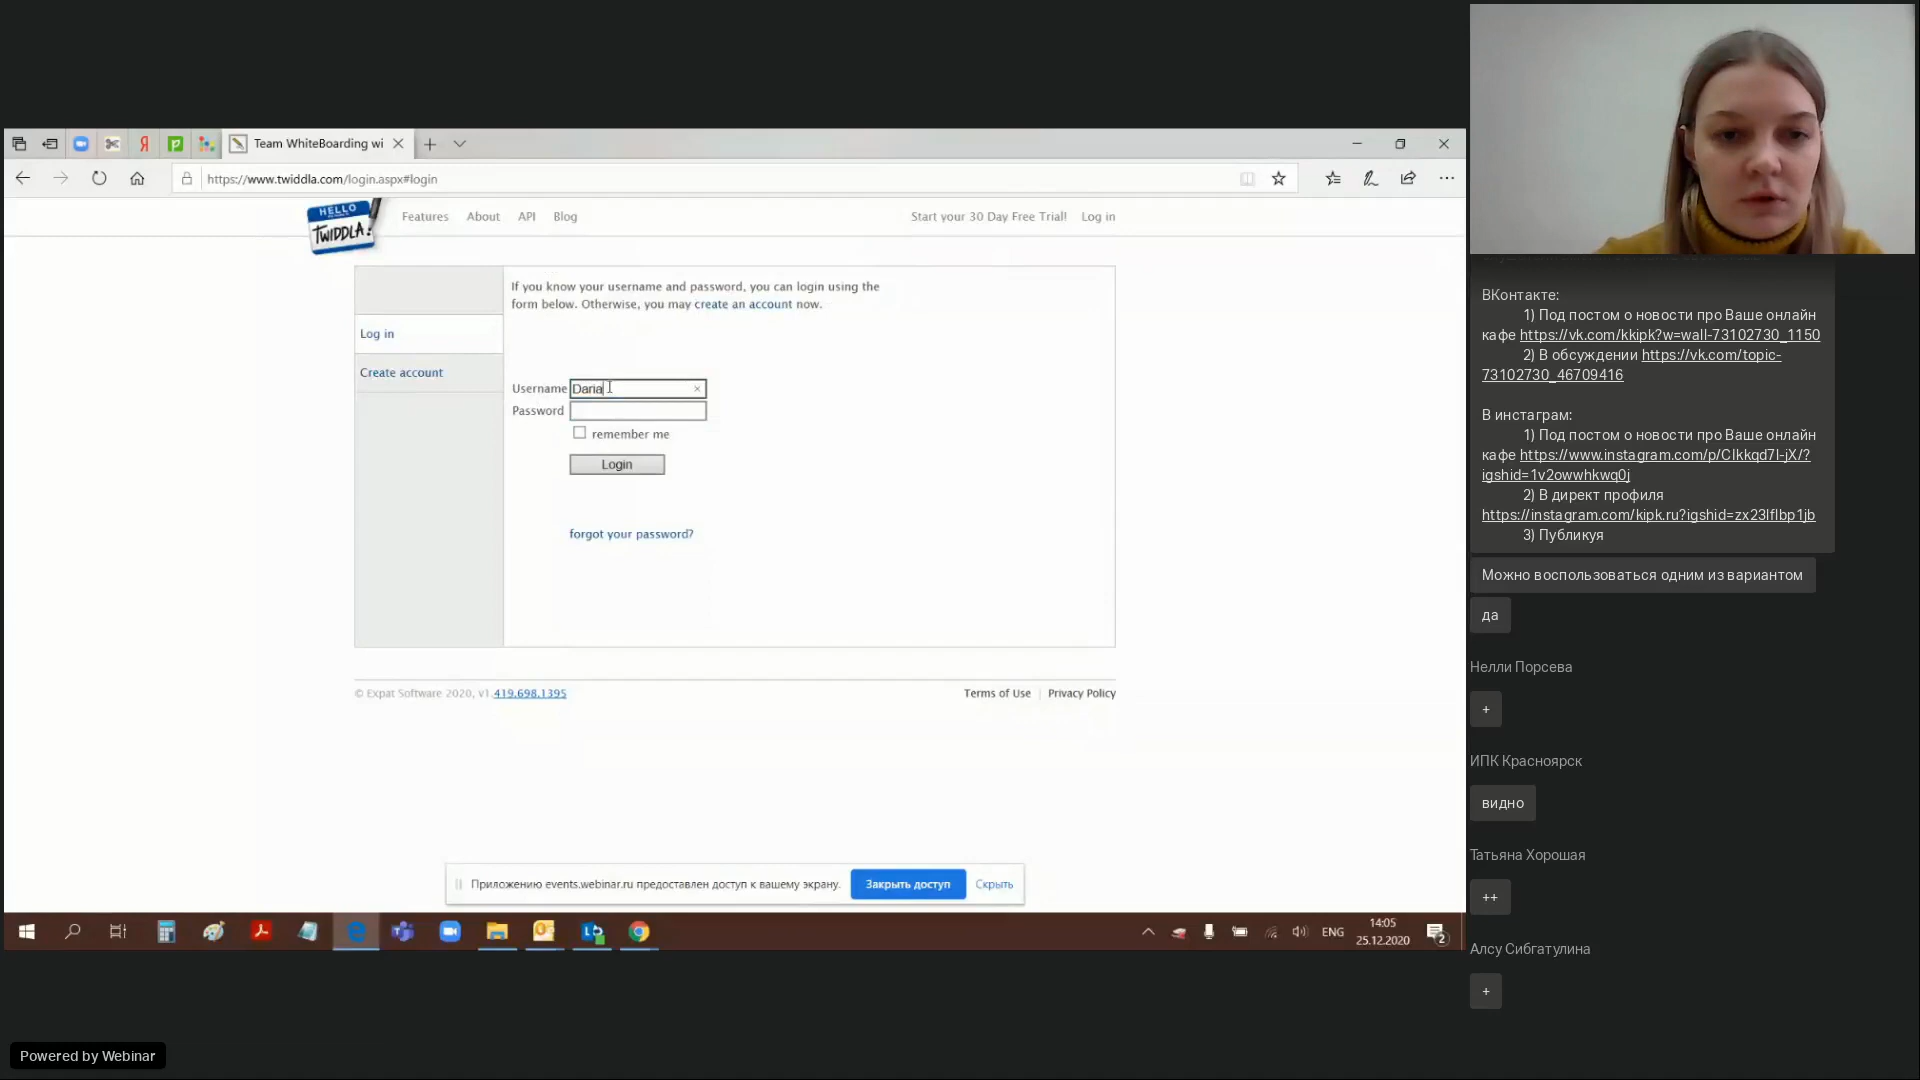 Team WhiteBoarding wi
https://www.twiddla.com/login.aspx#login
HELLO
TWIDDLA!
Features About API Blog
Start your 30 Day Free Trial! Log in
If you know your username and password, you can login using the
form below. Otherwise, you may create an account now.
Log in
Create account
Username Daria
Password
remember me
Login
forgot your password?
© Expat Software 2020, v1.419.698.1395
Terms of Use | Privacy Policy
Приложению events.webinar.ru предоставлен доступ к вашему экрану.
Закрыть доступ
Скрыть
ENG
14:05
25.12.2020
2
ВКонтакте:
1) Под постом о новости про Ваше онлайн
кафе https://vk.com/kkipk?w=wall-73102730_1150
2) В обсуждении https://vk.com/topic-
73102730_46709416
В инстаграм:
1) Под постом о новости про Ваше онлайн
кафе https://www.instagram.com/p/CIkkqd7l-jX/?
igshid=1v2owwhkwq0j
2) В директ профиля
https://instagram.com/kipk.ru?igshid=zx23lflbp1jb
3) Публикуя
Можно воспользоваться одним из вариантом
да
Нелли Порсева
+
ИПК Красноярск
видно
Татьяна Хорошая
++
Алсу Сибгатулина
+
Powered by Webinar